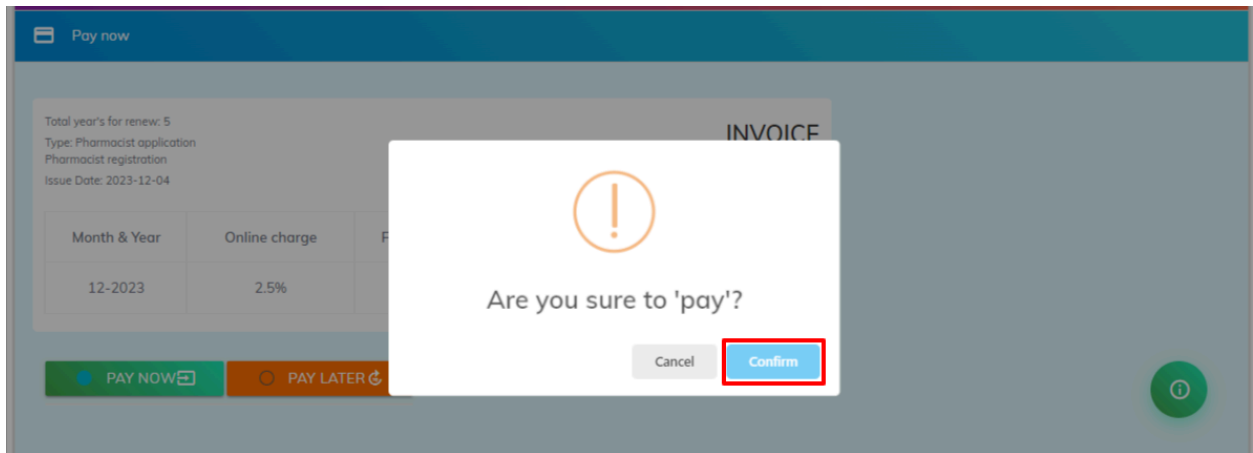 Pay now
Total year's for renew: 5
INVOICE
Type: Pharmacist application
Pharmacist registration
Issue Date: 2023-12-04
Month & Year Online charge
12-2023 2.5%
Are you sure to 'pay'?
Cancel Confirm
PAY NOW PAY LATER